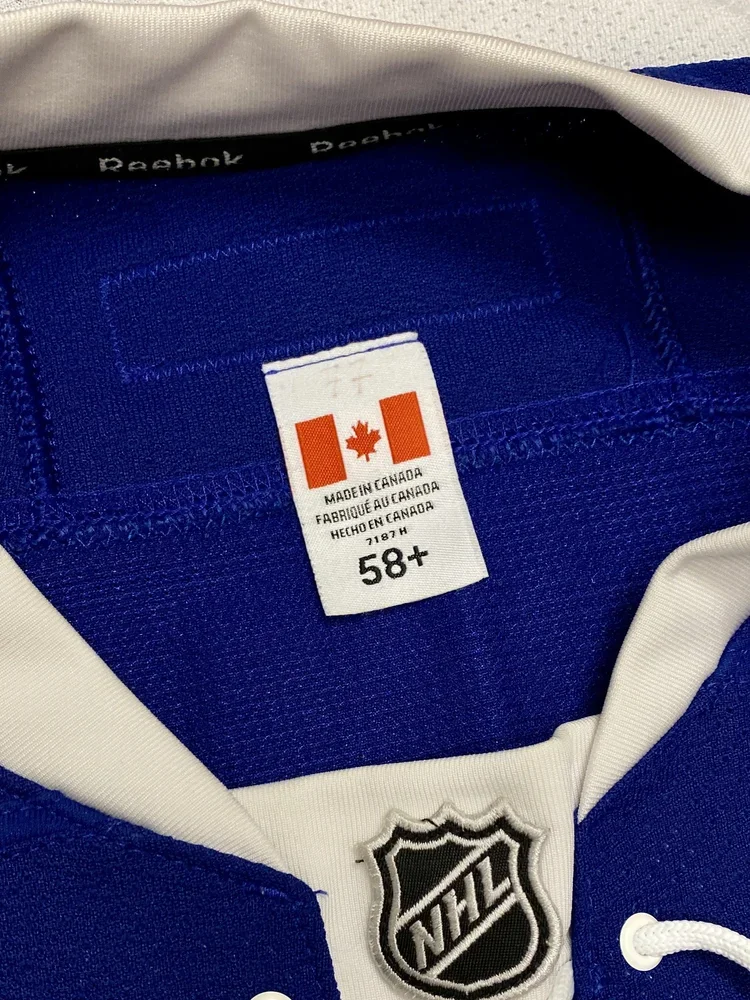 Reebok
Reebok
MADE IN CANADA
FABRIQUÉ AU CANADA
HECHO EN CANADA
7187 H
58+
NHL